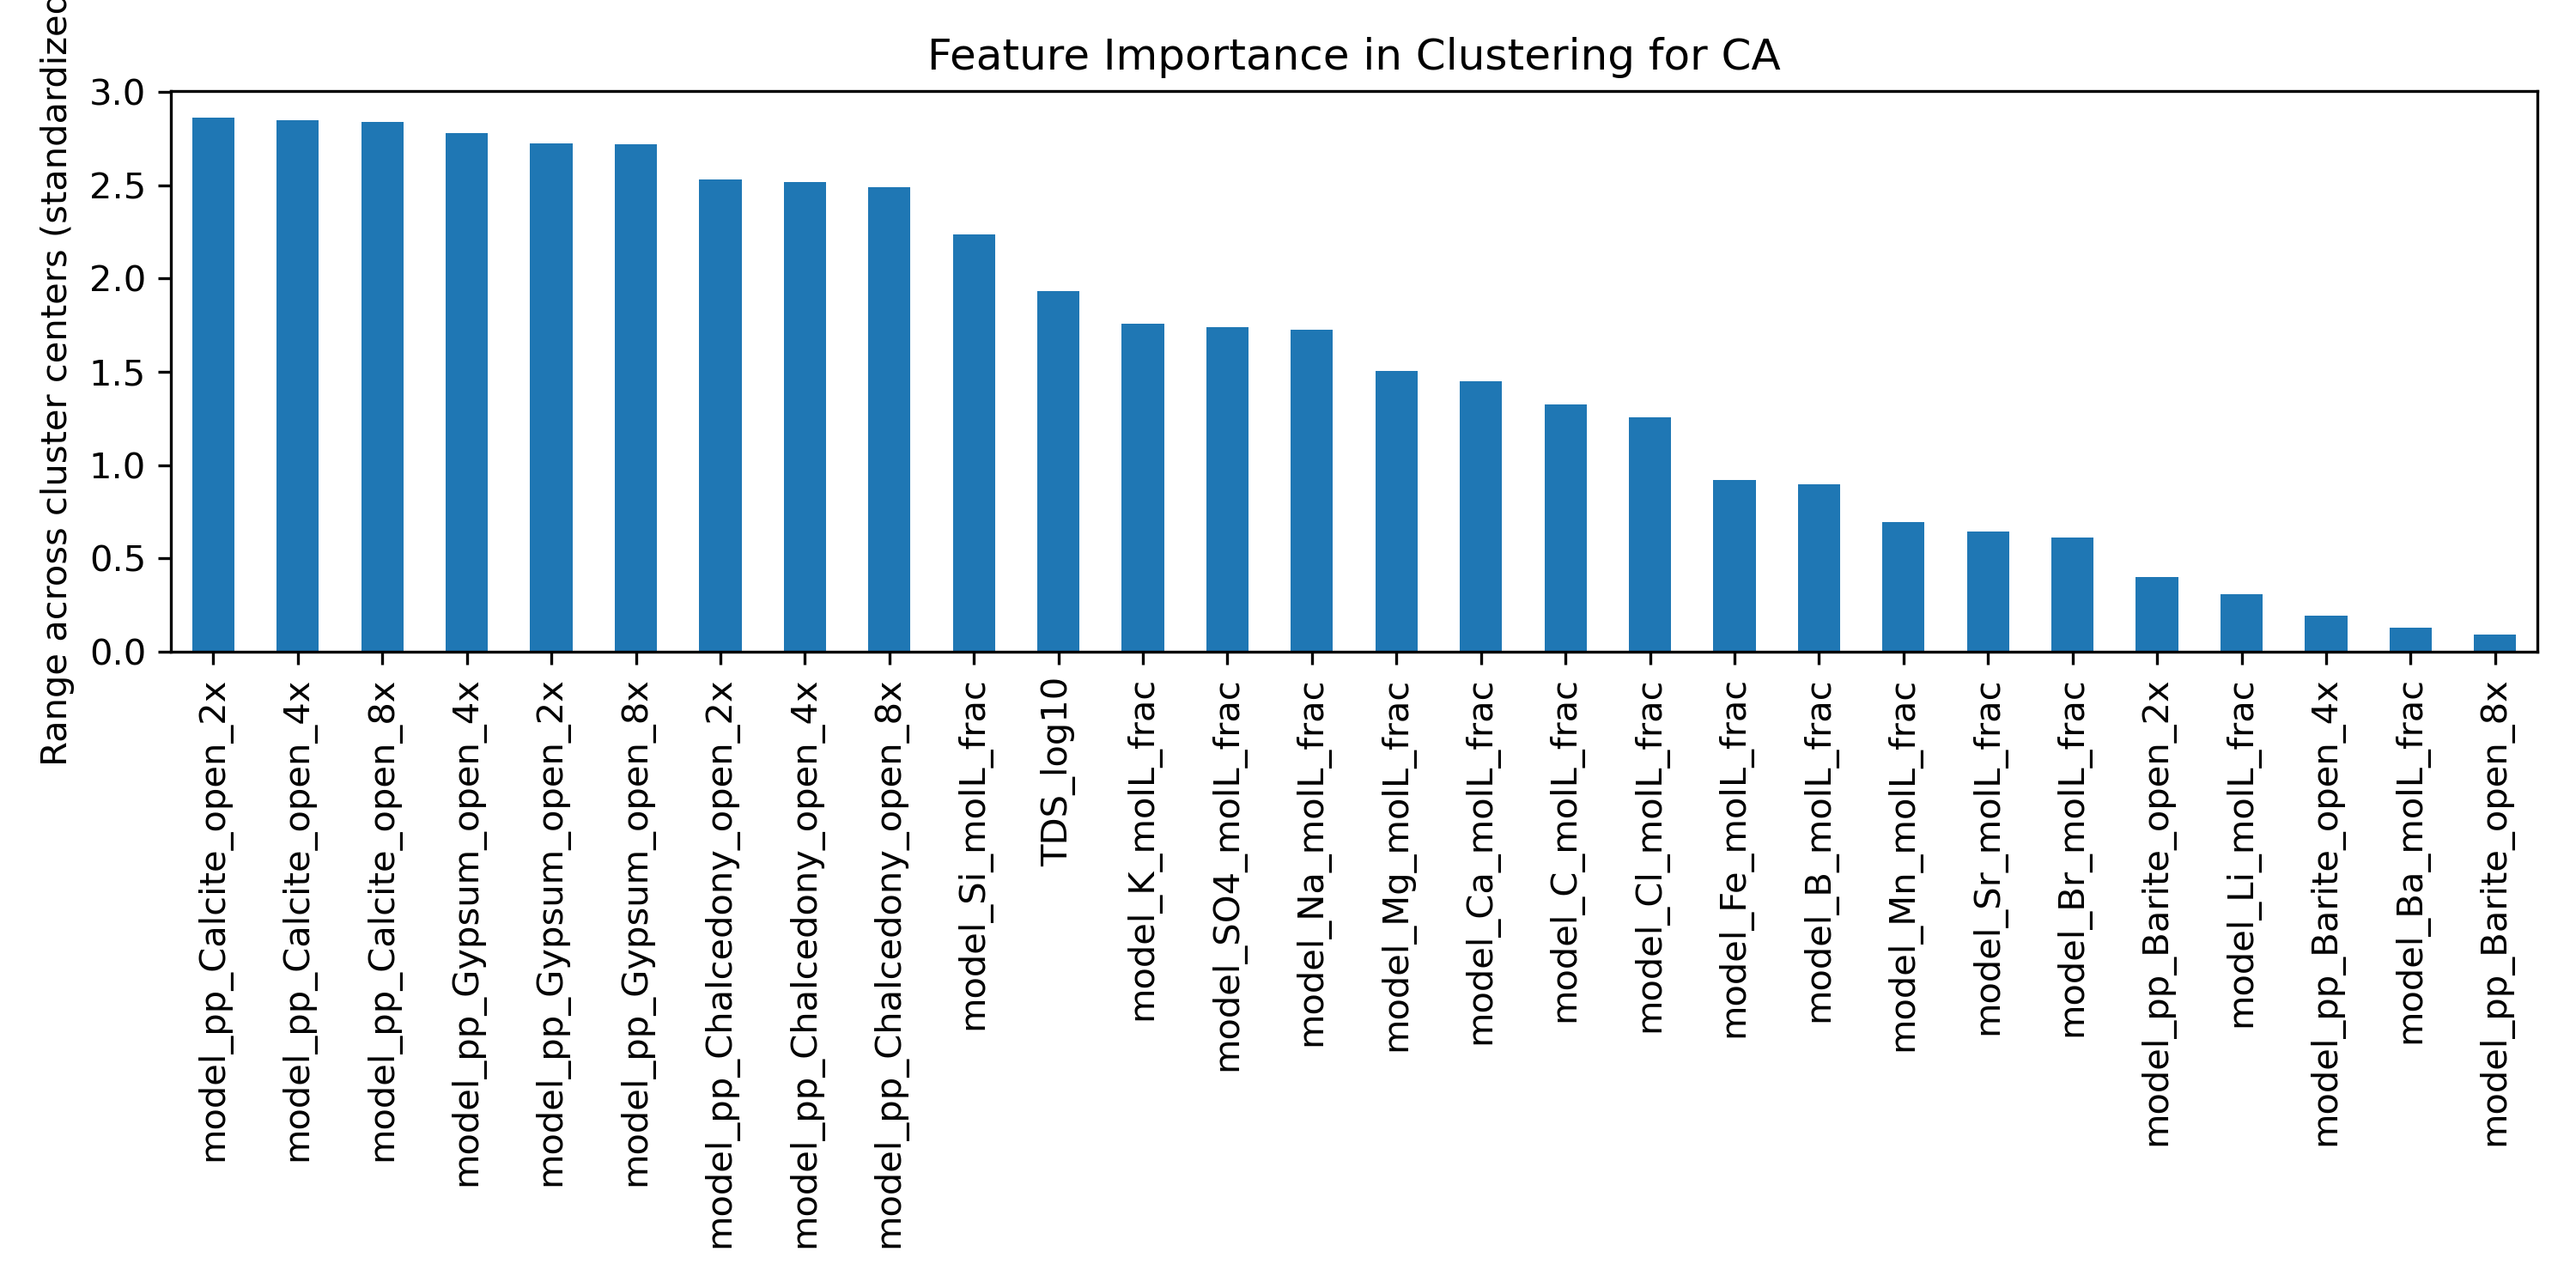 Feature Importance in Clustering for CA
Range across cluster centers (standardized
3.0
2.5
2.0
1.5
1.0
0.5
0.0
model_pp_Calcite_open_2x
model_pp_Calcite_open_4x
model_pp_Calcite_open_8x
model_pp_Gypsum_open_4x
model_pp_Gypsum_open_2x
model_pp_Gypsum_open_8x
model_pp_Chalcedony_open_2x
model_pp_Chalcedony_open_4x
model_pp_Chalcedony_open_8x
model_Si_molL_frac
TDS_log10
model_K_molL_frac
model_SO4_molL_frac
model_Na_molL_frac
model_Mg_molL_frac
model_Ca_molL_frac
model_C_molL_frac
model_Cl_molL_frac
model_Fe_molL_frac
model_B_molL_frac
model_Mn_molL_frac
model_Sr_molL_frac
model_Br_molL_frac
model_pp_Barite_open_2x
model_Li_molL_frac
model_pp_Barite_open_4x
model_Ba_molL_frac
model_pp_Barite_open_8x